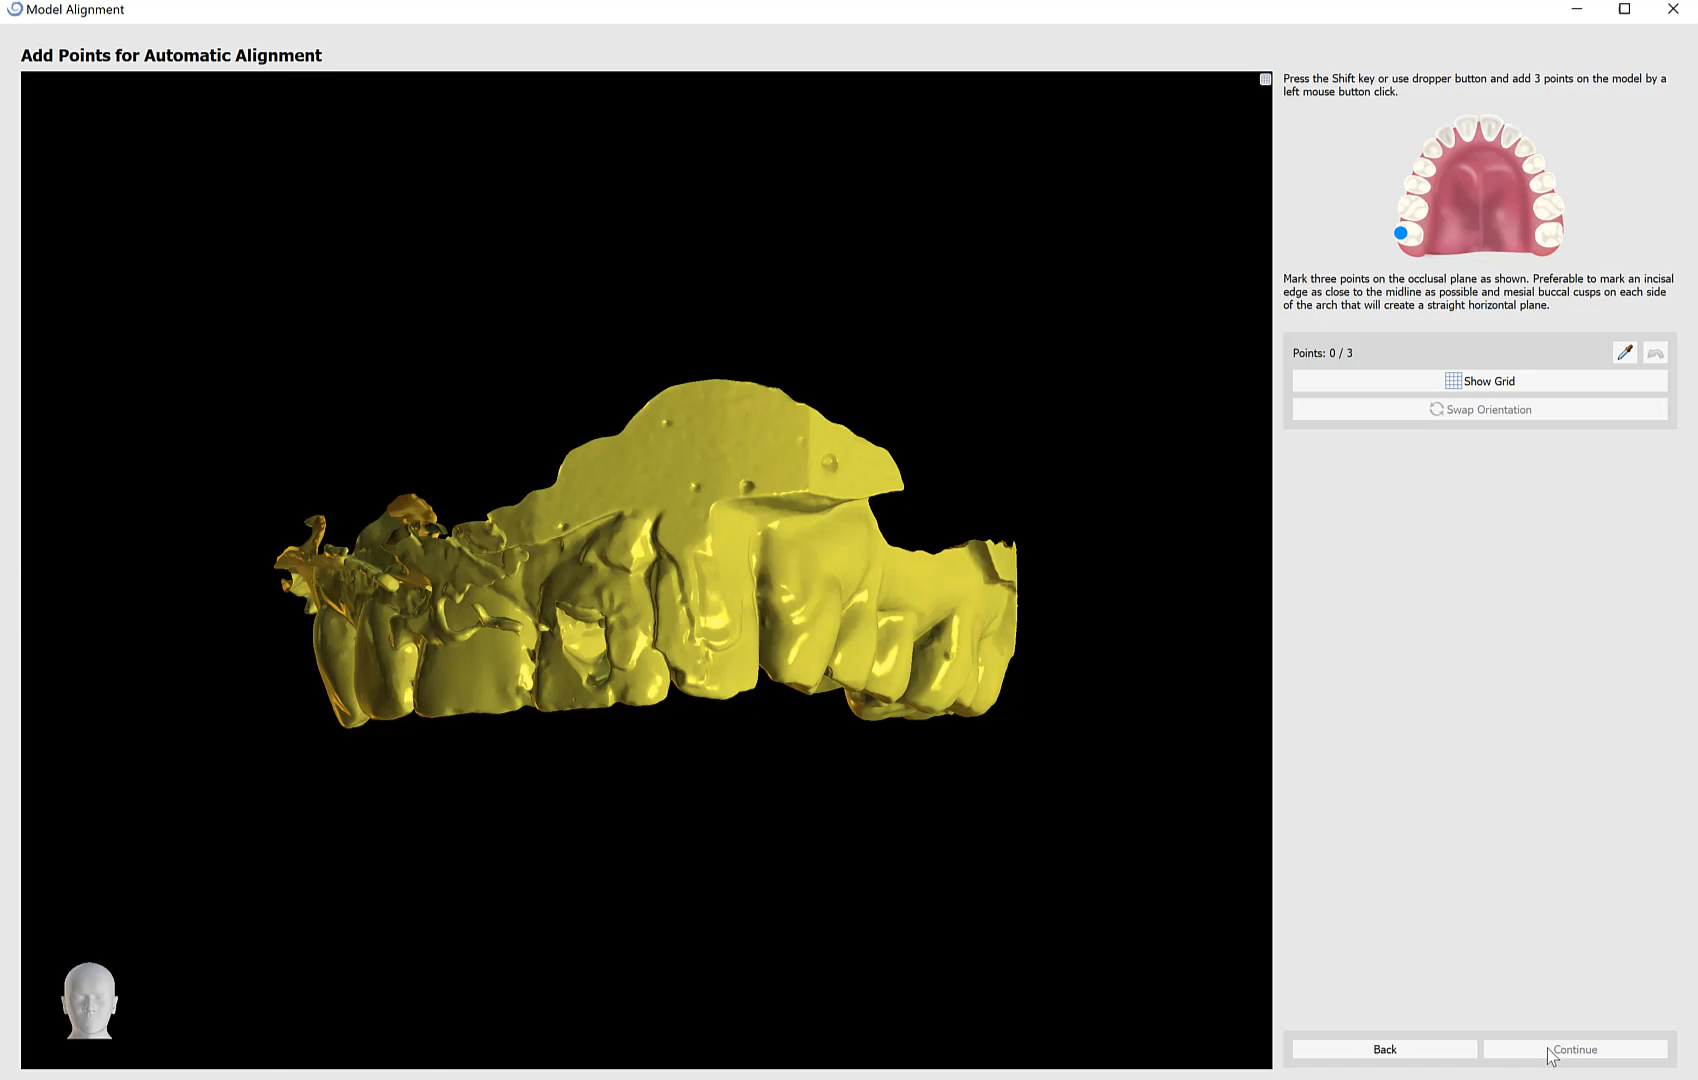 Model Alignment
Add Points for Automatic Alignment
Press the Shift key or use dropper button and add 3 points on the model by a
left mouse button click.
Mark three points on the occlusal plane as shown. Preferable to mark an incisal
edge as close to the midline as possible and mesial buccal cusps on each side
of the arch that will create a straight horizontal plane.
Points: 0 / 3
Show Grid
Swap Orientation
Back
Continue